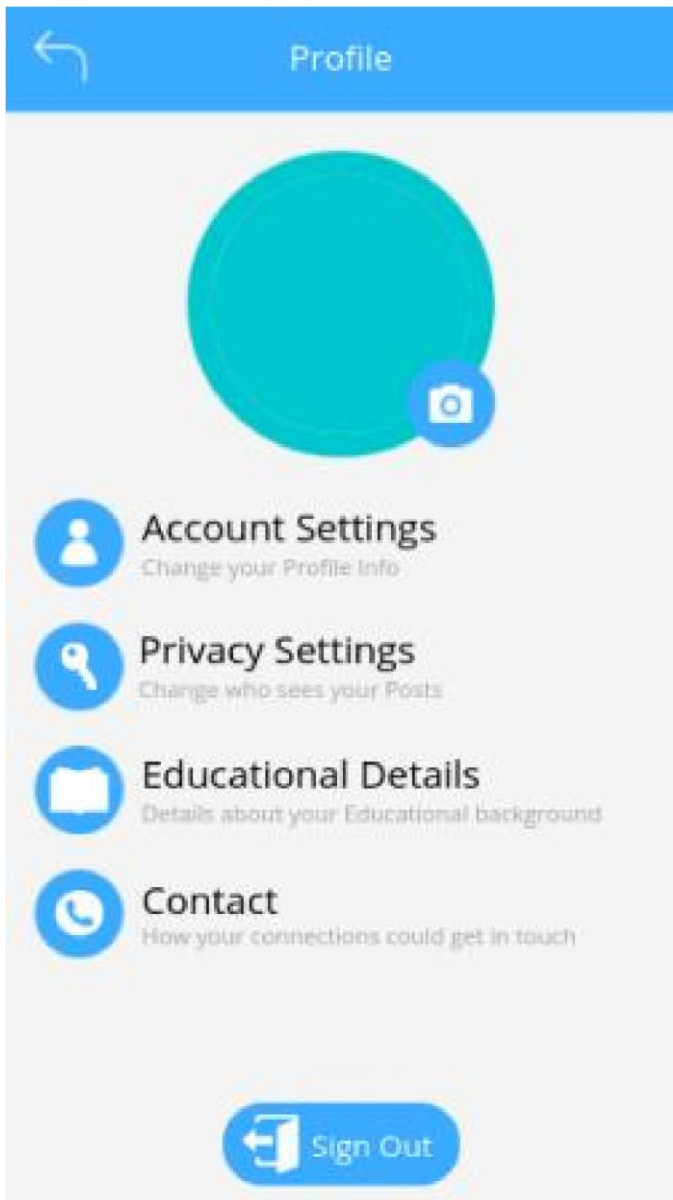 Profile
Account Settings
Change your Profile Info
Privacy Settings
Change who sees your Posts
Educational Details
Details about your Educational background
Contact
How your connections could get in touch
Sign Out